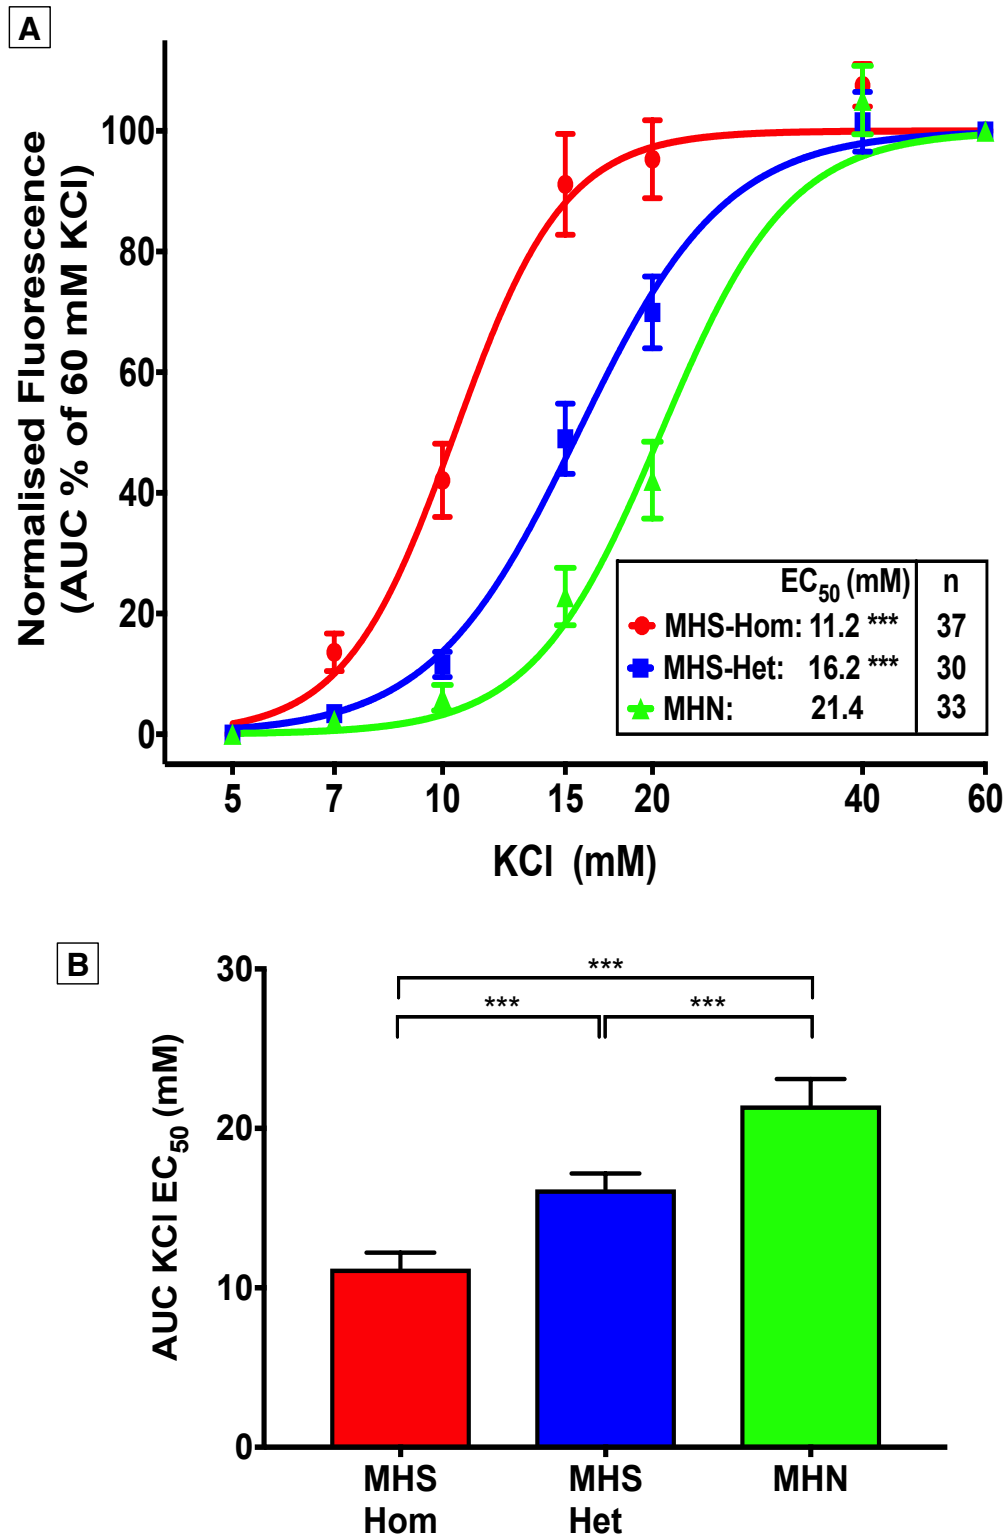 A
Normalised Fluorescence
(AUC % of 60 mM KCl)
100
80
60
40
20
0
EC50 (mM) n
MHS-Hom: 11.2 *** 37
MHS-Het: 16.2 *** 30
MHN: 21.4 33
5 7 10 15 20 40 60
KCl (mM)
B
AUC KCl EC50 (mM)
30
20
10
0
***
*** ***
MHS MHS MHN
Hom Het